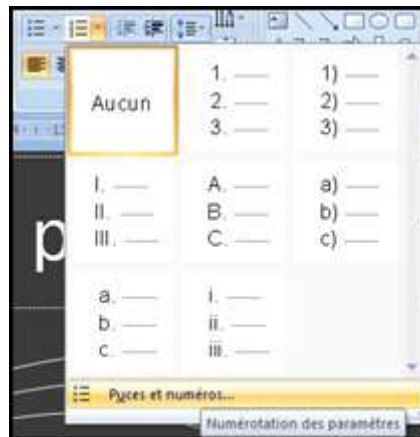 Aucun
1.
2.
3.
1)
2)
3)
I.
II.
III.
A.
B.
C.
a)
b)
c)
a.
b.
c.
i.
ii.
iii.
p
Puces et numéros...
Numérotation des paramètres